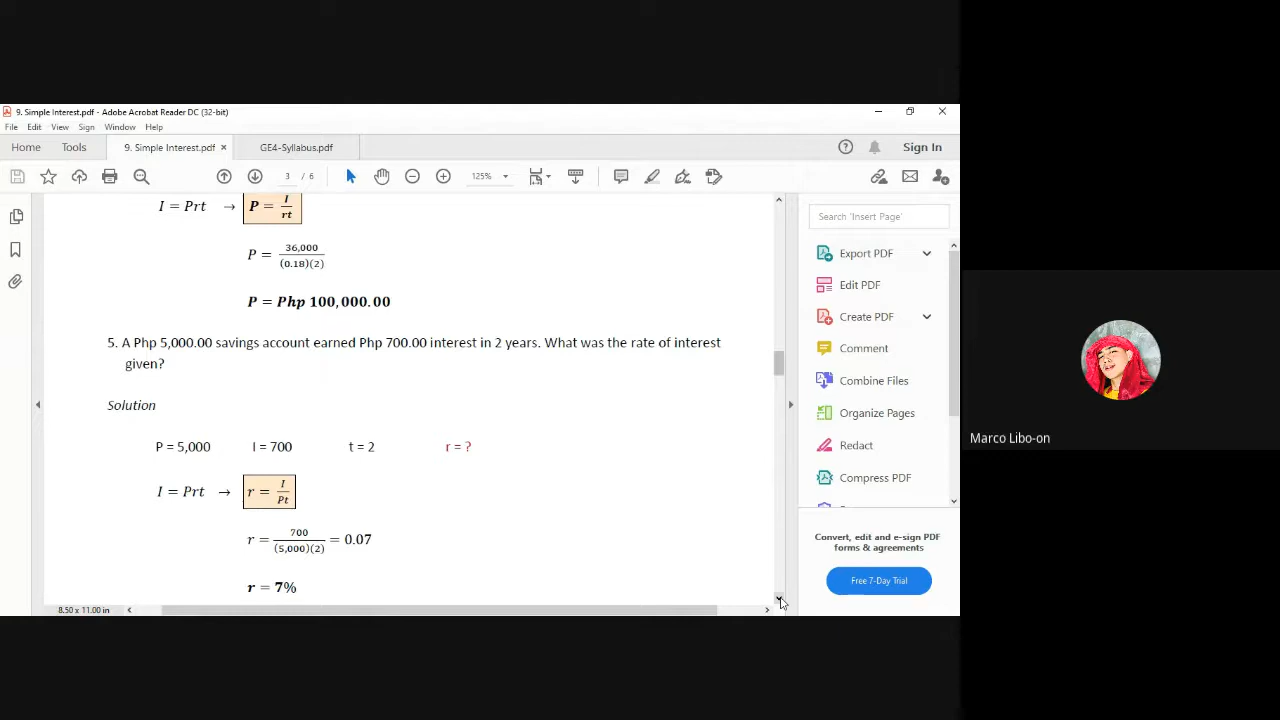 9. Simple Interest.pdf - Adobe Acrobat Reader DC (32-bit)
File Edit View Sign Window Help
Home Tools 9. Simple Interest.pdf × GE4-Syllabus.pdf Sign In
3 / 6 125%
I = Prt → P = I/rt
P = 36,000/(0.18)(2)
P = Php 100,000.00
5. A Php 5,000.00 savings account earned Php 700.00 interest in 2 years. What was the rate of interest
given?
Solution
P = 5,000 I = 700 t = 2 r = ?
I = Prt → r = I/Pt
r = 700/(5,000)(2) = 0.07
r = 7%
8.50 x 11.00 in
Search 'Insert Page'
Export PDF
Edit PDF
Create PDF
Comment
Combine Files
Organize Pages
Redact
Compress PDF
Convert, edit and e-sign PDF
forms & agreements
Free 7-Day Trial
Marco Libo-on